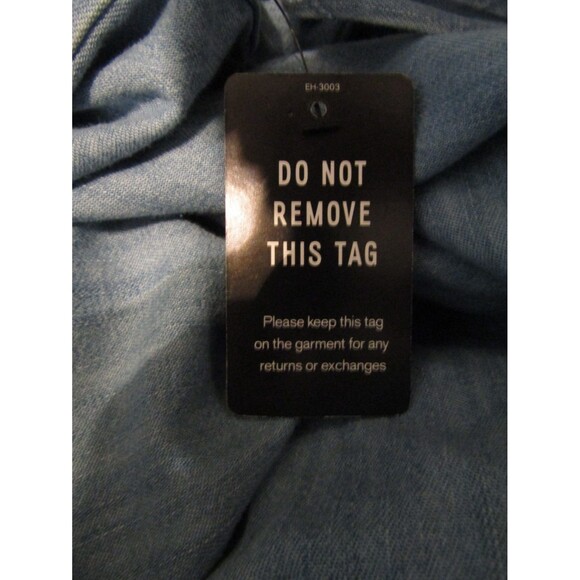 EH-3003
DO NOT
REMOVE
THIS TAG
Please keep this tag
on the garment for any
returns or exchanges